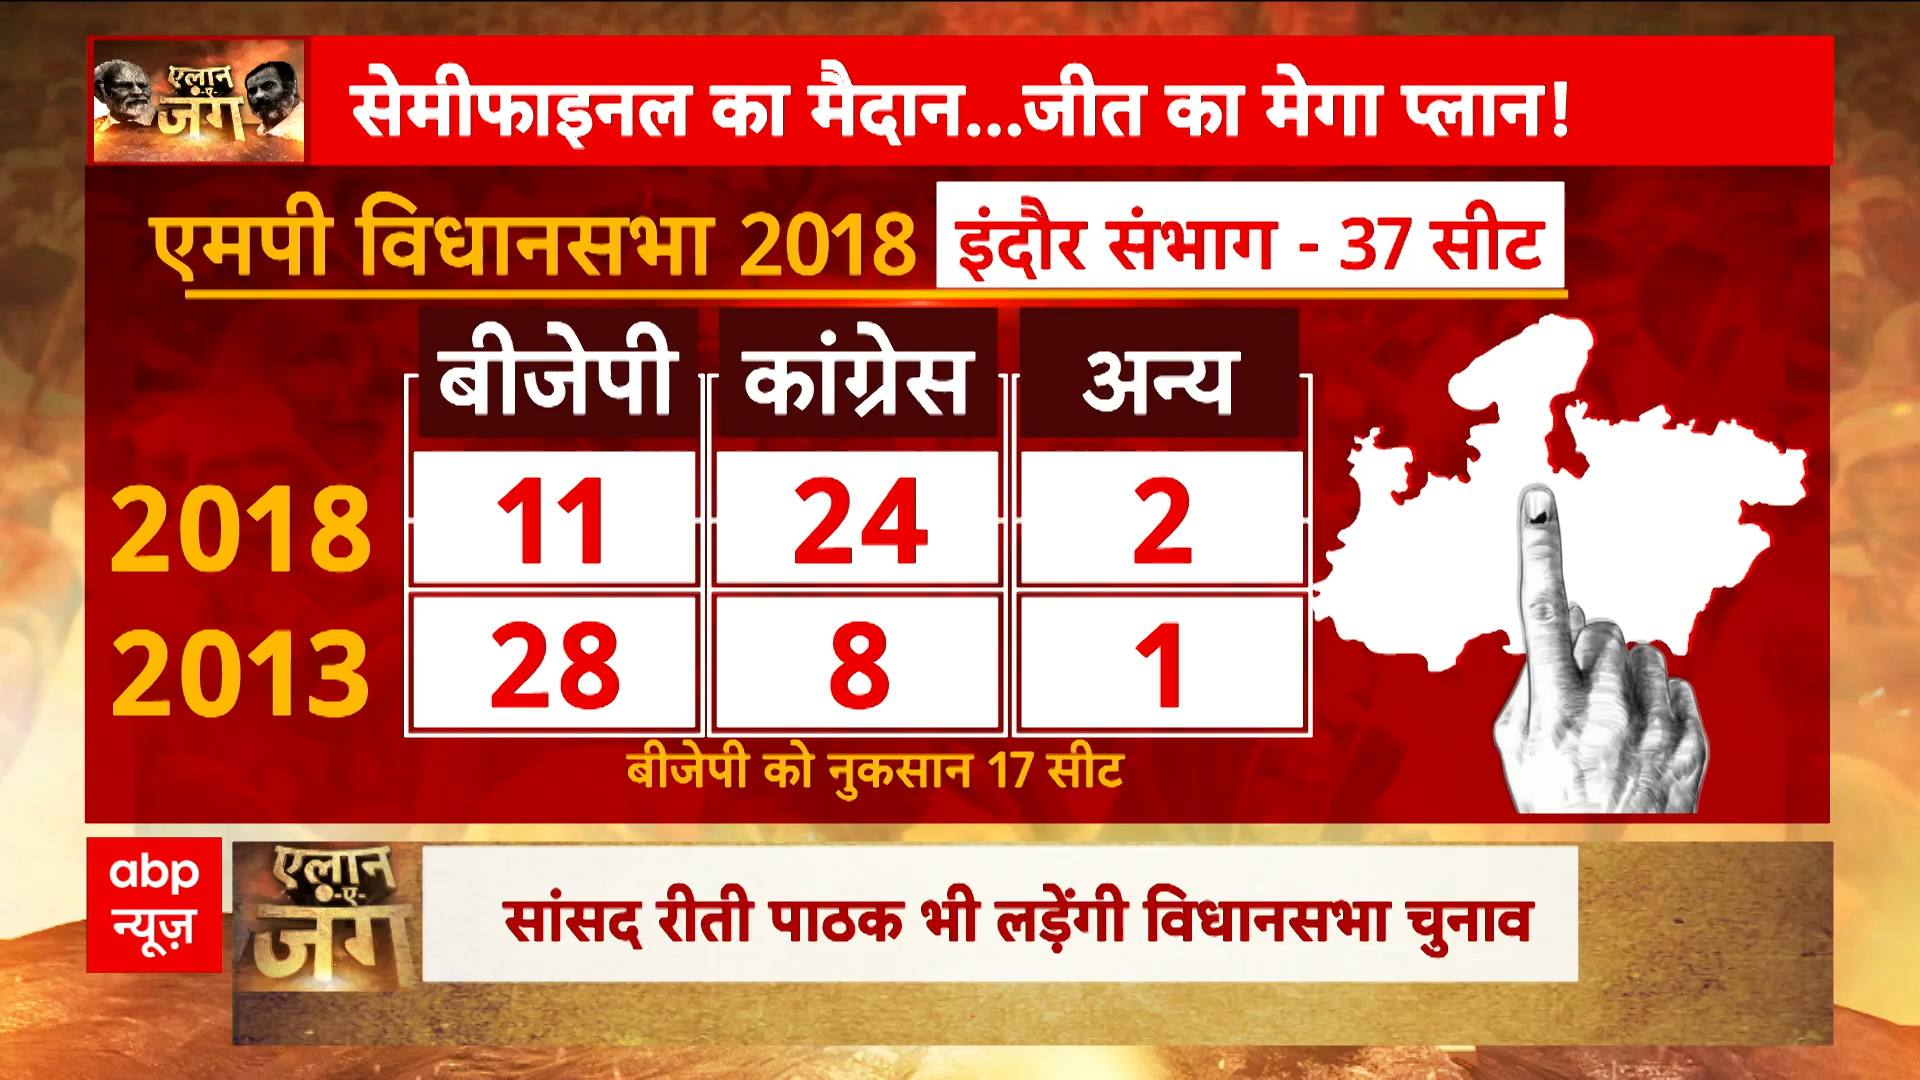 एलान
-ए-
जंग
सेमीफाइनल का मैदान...जीत का मेगा प्लान!
एमपी विधानसभा 2018 इंदौर संभाग - 37 सीट
बीजेपी कांग्रेस अन्य
2018 11 24 2
2013 28 8 1
बीजेपी को नुकसान 17 सीट
abp
न्यूज़
एलान
-ए-
जंग
सांसद रीती पाठक भी लड़ेंगी विधानसभा चुनाव